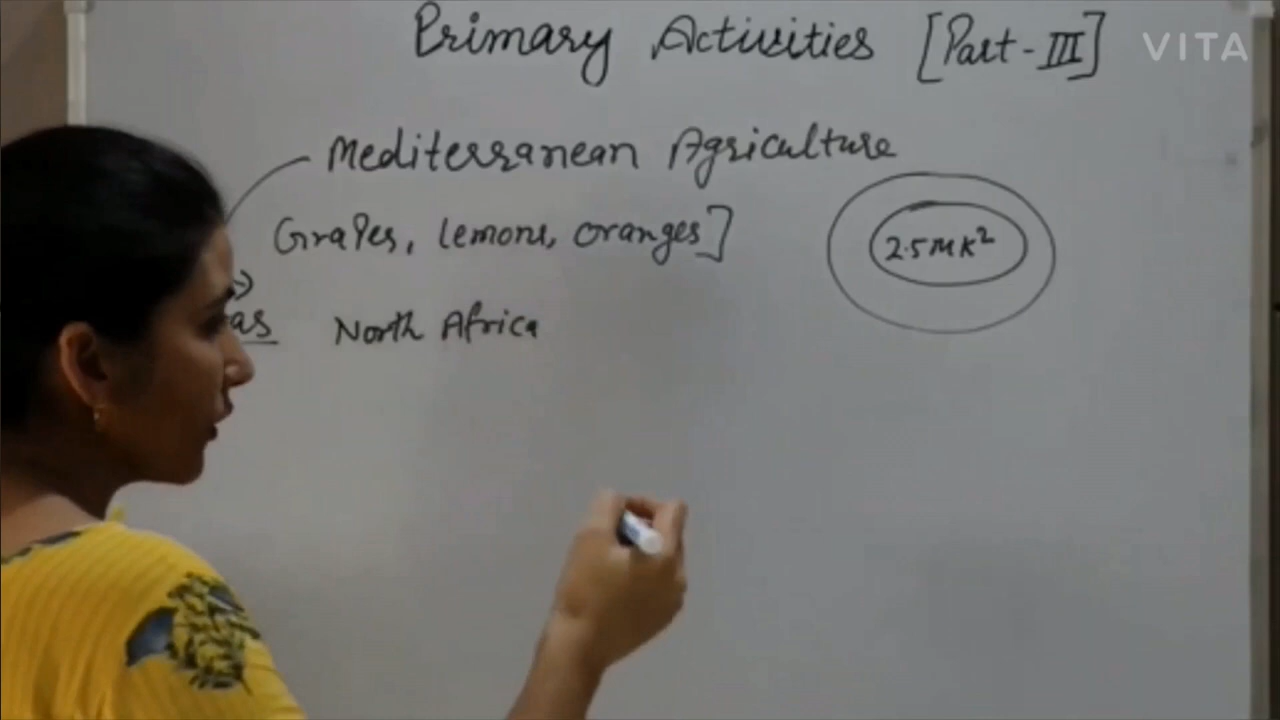 Primary Activities [Part-III]
VITA
Mediterranean Agriculture
Grapes, lemons, oranges]
2.5MK²
North Africa